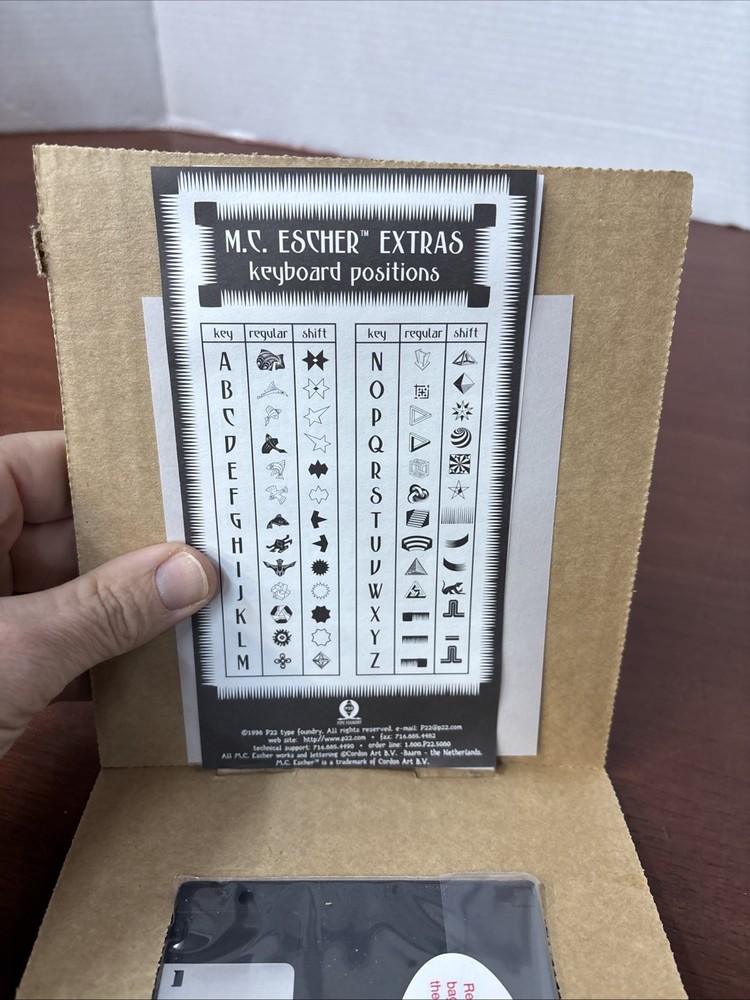 M.C. ESCHER™ EXTRAS
keyboard positions
key regular shift
A
B
C
D
E
F
G
H
I
J
K
L
M
key regular shift
N
O
P
Q
R
S
T
U
V
W
X
Y
Z
TYPE FOUNDRY
©1996 P22 type foundry. All rights reserved. e-mail: P22@p22.com
web site: http://www.p22.com • fax: 716.885.4482
technical support: 716.885.4490 • order line: 1.800.P22.5080
All M.C. Escher works and lettering ©Cordon Art B.V. -Baarn - the Netherlands.
M.C. Escher™ is a trademark of Cordon Art B.V.